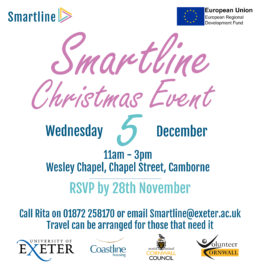 Smartline
European Union
European Regional
Development Fund
Smartline
Christmas Event
Wednesday 5 December
11am - 3pm
Wesley Chapel, Chapel Street, Camborne
RSVP by 28th November
Call Rita on 01872 258170 or email Smartline@exeter.ac.uk
Travel can be arranged for those that need it
UNIVERSITY OF
EXETER
Coastline
housing
CORNWALL
COUNCIL
Volunteer
CORNWALL